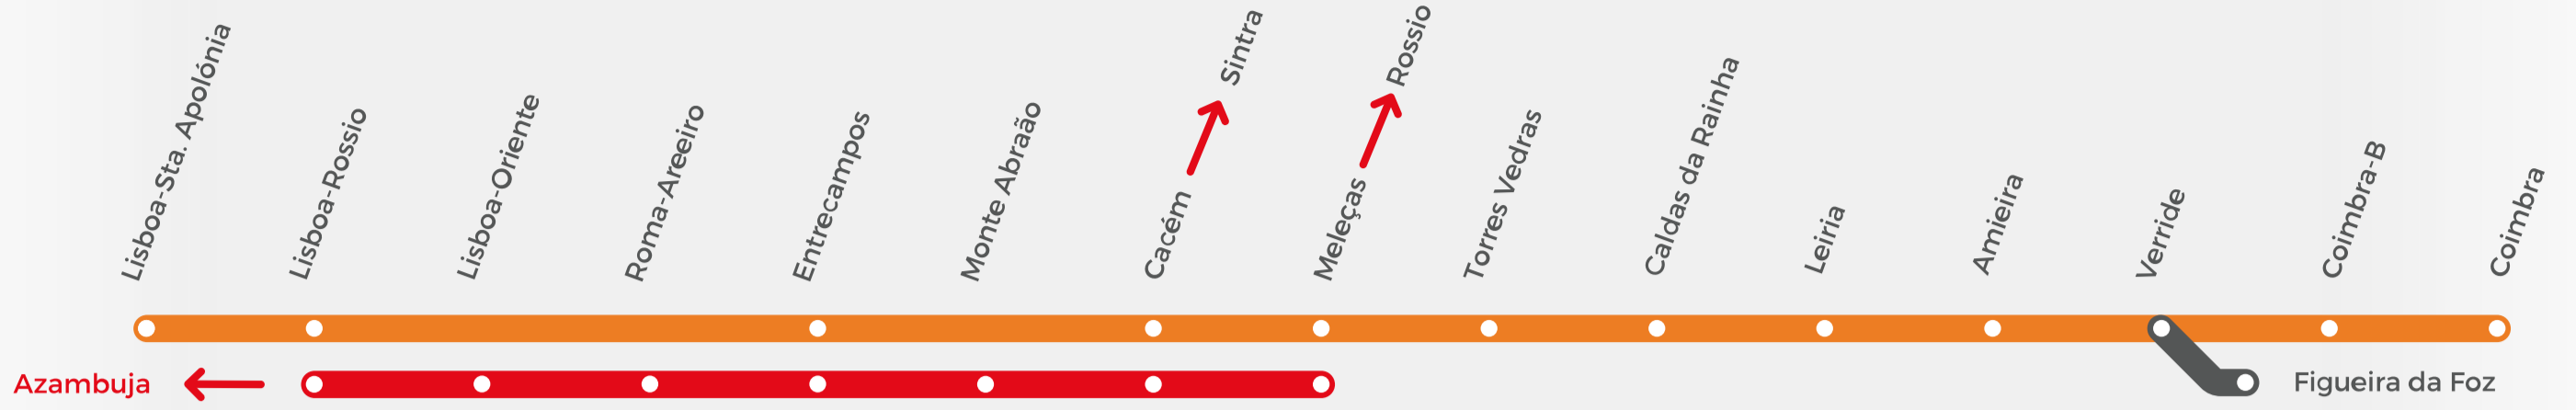 Lisboa-Sta. Apolónia
Lisboa-Rossio
Lisboa-Oriente
Roma-Areeiro
Entrecampos
Monte Abraão
Cacém
Sintra
Meleças
Rossio
Torres Vedras
Caldas da Rainha
Leiria
Amieira
Verride
Coimbra-B
Coimbra
Azambuja
Figueira da Foz